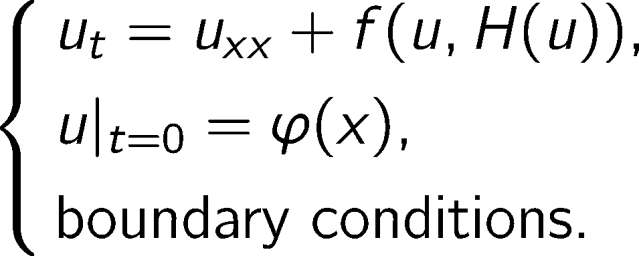 u_t = u_{xx} + f(u, H(u)),
u|_{t=0} = φ(x),
boundary conditions.